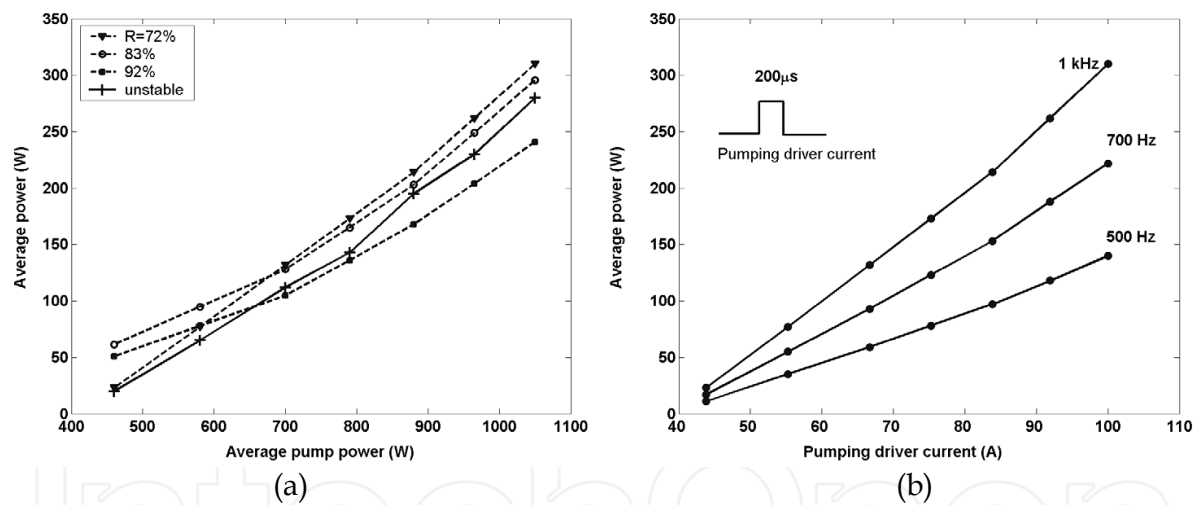 350
300
250
200
150
100
50
0
Average power (W)
R=72%
83%
92%
unstable
400 500 600 700 800 900 1000 1100
Average pump power (W)
(a)
350
300
250
200
150
100
50
0
Average power (W)
200μs
Pumping driver current
1 kHz
700 Hz
500 Hz
40 50 60 70 80 90 100 110
Pumping driver current (A)
(b)